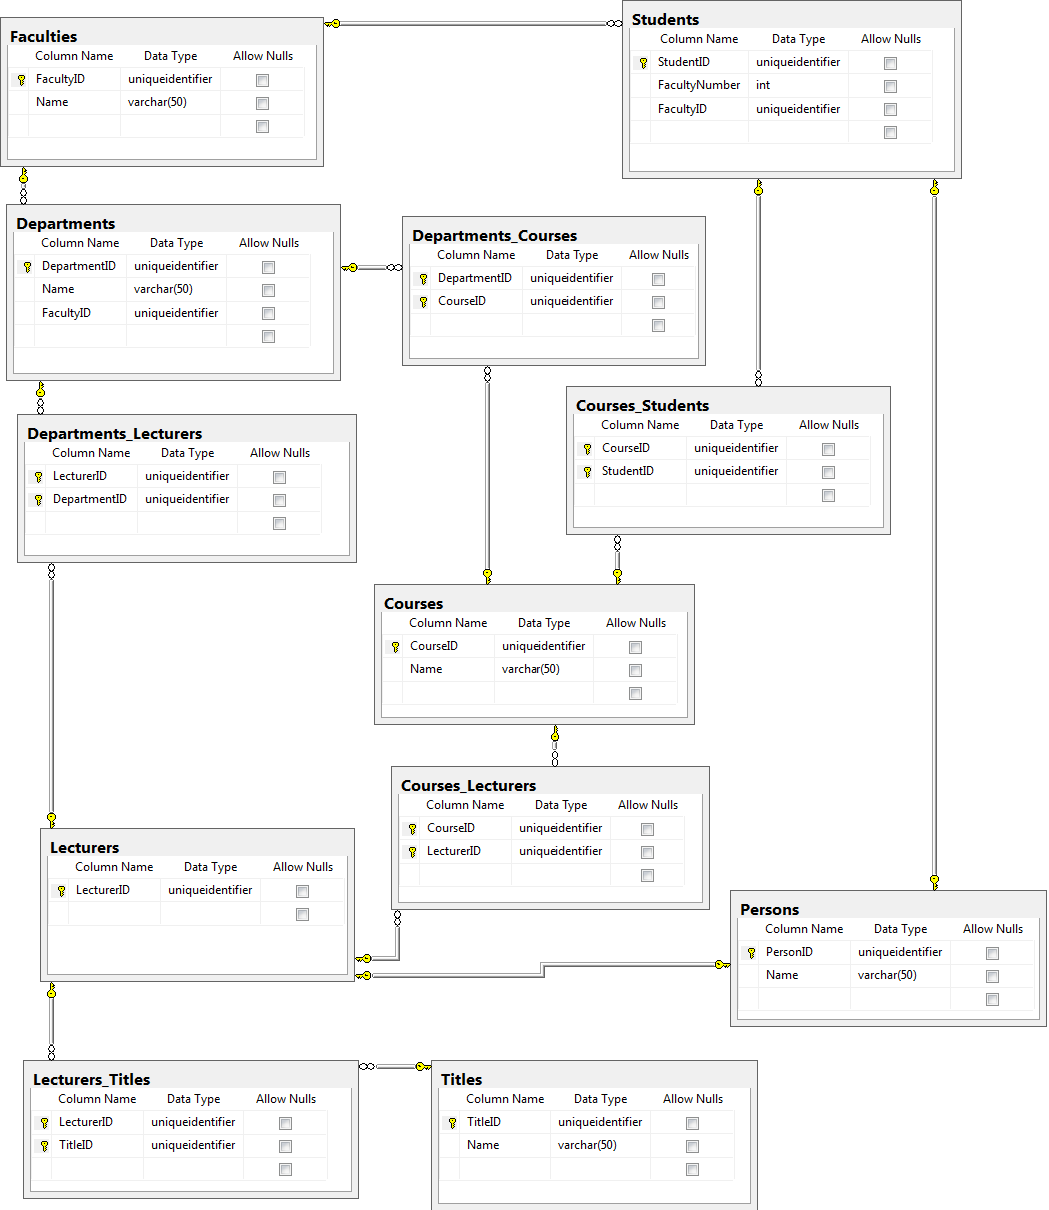 Faculties
Column Name Data Type Allow Nulls
FacultyID uniqueidentifier
Name varchar(50)
Students
Column Name Data Type Allow Nulls
StudentID uniqueidentifier
FacultyNumber int
FacultyID uniqueidentifier
Departments
Column Name Data Type Allow Nulls
DepartmentID uniqueidentifier
Name varchar(50)
FacultyID uniqueidentifier
Departments_Courses
Column Name Data Type Allow Nulls
DepartmentID uniqueidentifier
CourseID uniqueidentifier
Courses_Students
Column Name Data Type Allow Nulls
CourseID uniqueidentifier
StudentID uniqueidentifier
Departments_Lecturers
Column Name Data Type Allow Nulls
LecturerID uniqueidentifier
DepartmentID uniqueidentifier
Courses
Column Name Data Type Allow Nulls
CourseID uniqueidentifier
Name varchar(50)
Courses_Lecturers
Column Name Data Type Allow Nulls
CourseID uniqueidentifier
LecturerID uniqueidentifier
Lecturers
Column Name Data Type Allow Nulls
LecturerID uniqueidentifier
Persons
Column Name Data Type Allow Nulls
PersonID uniqueidentifier
Name varchar(50)
Lecturers_Titles
Column Name Data Type Allow Nulls
LecturerID uniqueidentifier
TitleID uniqueidentifier
Titles
Column Name Data Type Allow Nulls
TitleID uniqueidentifier
Name varchar(50)